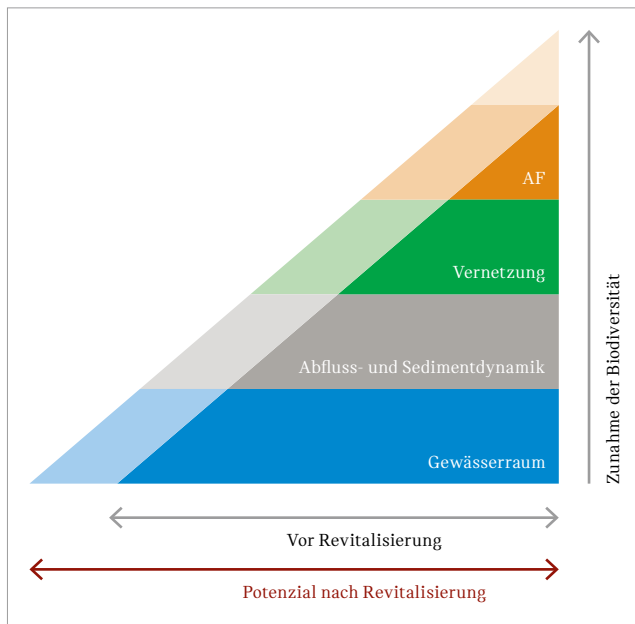 AF
Vernetzung
Abfluss- und Sedimentdynamik
Gewässerraum
Zunahme der Biodiversität
Vor Revitalisierung
Potenzial nach Revitalisierung